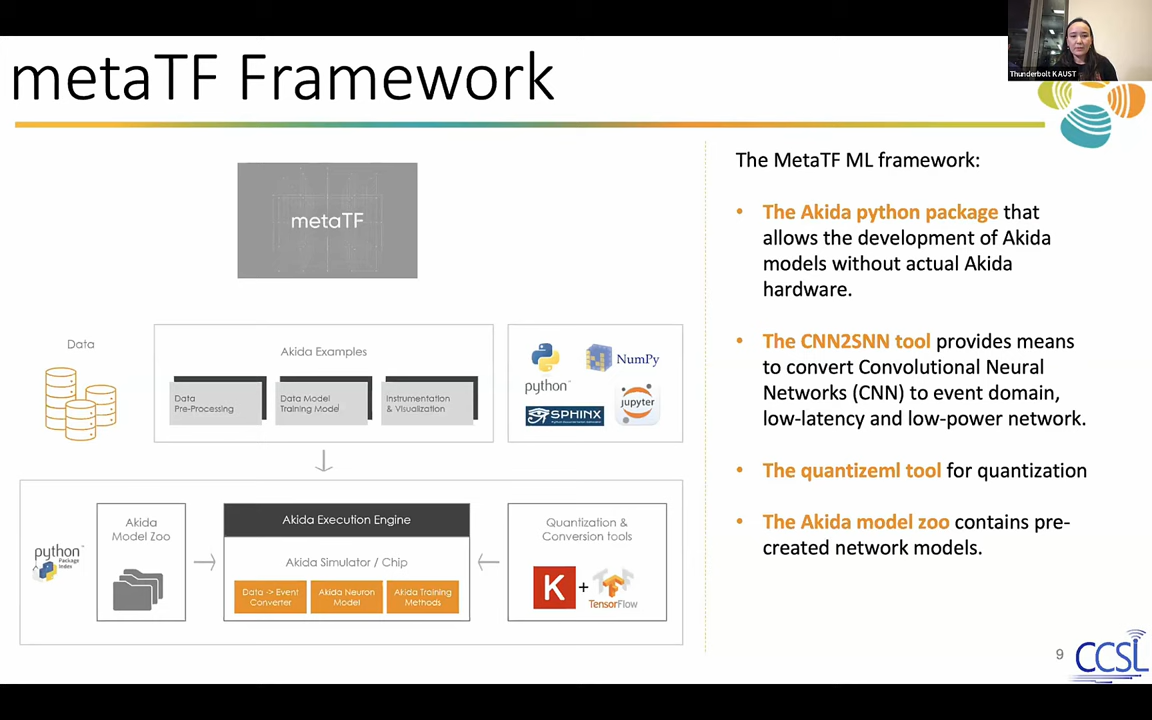 metaTF Framework
Thunderbolt KAUST
metaTF
Data
Akida Examples
Data
Pre-Processing
Data Model
Training Model
Instrumentation
& Visualization
python™
NumPy
SPHINX
jupyter
Akida
Model Zoo
python™
Package
Index
Akida Execution Engine
Akida Simulator / Chip
Data -> Event
Converter
Akida Neuron
Model
Akida Training
Methods
Quantization &
Conversion tools
K
+
TensorFlow
The MetaTF ML framework:
• The Akida python package that
allows the development of Akida
models without actual Akida
hardware.
• The CNN2SNN tool provides means
to convert Convolutional Neural
Networks (CNN) to event domain,
low-latency and low-power network.
• The quantizeml tool for quantization
• The Akida model zoo contains pre-
created network models.
9
CCSL